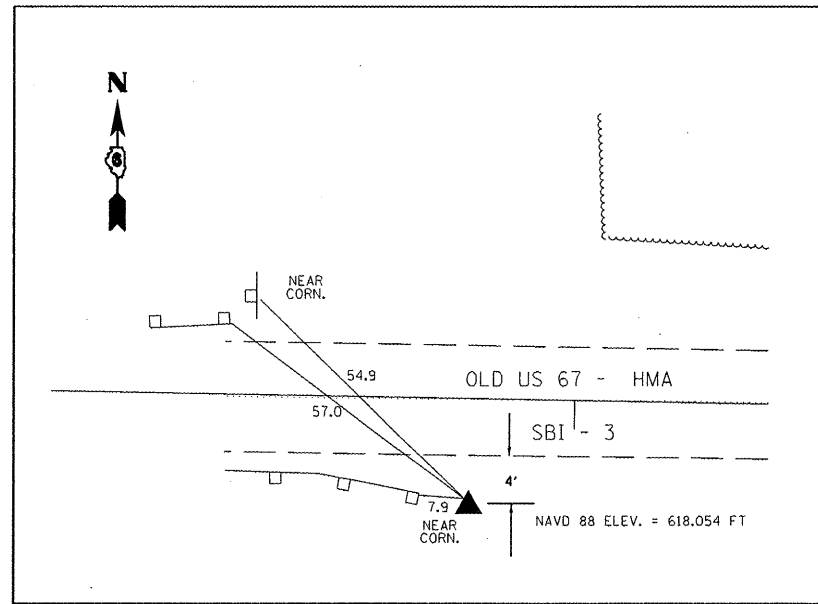 N
6
NEAR
CORN.
54.9
OLD US 67 - HMA
57.0
SBI - 3
4'
7.9
NEAR
CORN.
NAVD 88 ELEV. = 618.054 FT